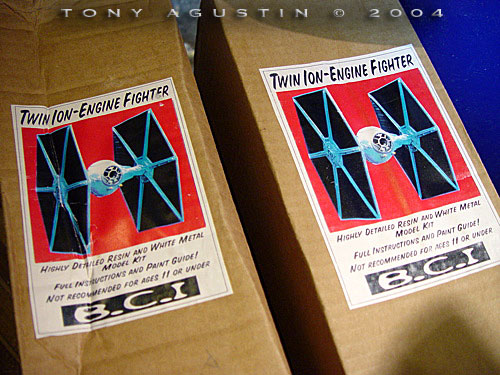 TONY AGUSTIN © 2004
TWIN ION-ENGINE FIGHTER
HIGHLY DETAILED RESIN AND WHITE METAL
MODEL KIT
FULL INSTRUCTIONS AND PAINT GUIDE!
NOT RECOMMENDED FOR AGES 11 OR UNDER
B.C.I
TWIN ION-ENGINE FIGHTER
HIGHLY DETAILED RESIN AND WHITE METAL
MODEL KIT
FULL INSTRUCTIONS AND PAINT GUIDE!
NOT RECOMMENDED FOR AGES 11 OR UNDER
B.C.I